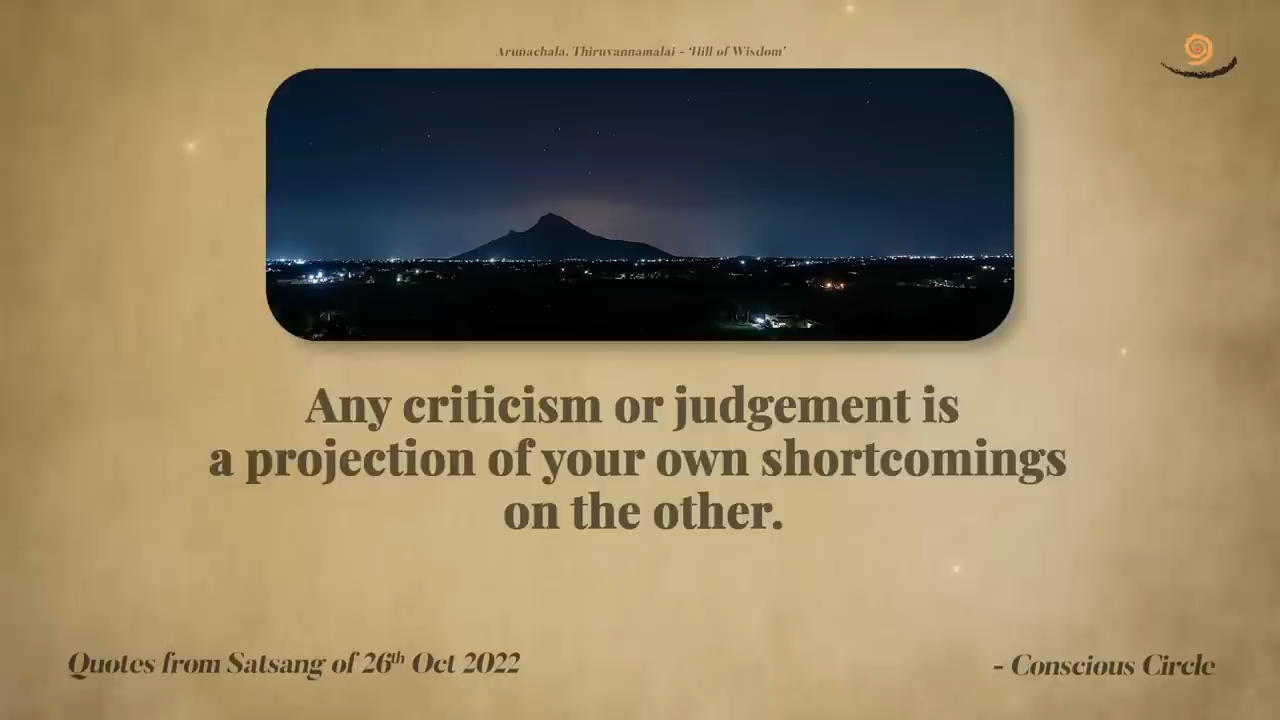 Arunachala, Thiruvannamalai - 'Hill of Wisdom'
Any criticism or judgement is
a projection of your own shortcomings
on the other.
Quotes from Satsang of 26th Oct 2022
- Conscious Circle